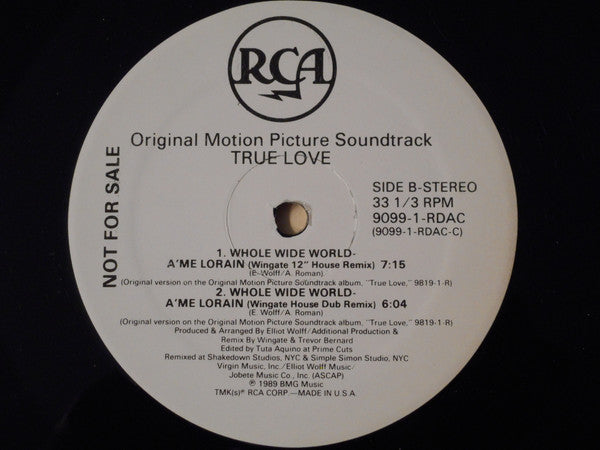 RCA
Original Motion Picture Soundtrack
TRUE LOVE
NOT FOR SALE
SIDE B-STEREO
33 1/3 RPM
9099-1-RDAC
(9099-1-RDAC-C)
1. WHOLE WIDE WORLD-
A'ME LORAIN (Wingate 12" House Remix) 7:15
(E. Wolff/A. Roman)
(Original version on the Original Motion Picture Soundtrack album, "True Love," 9819-1-R)
2. WHOLE WIDE WORLD-
A'ME LORAIN (Wingate House Dub Remix) 6:04
(E. Wolff/A. Roman)
(Original version on the Original Motion Picture Soundtrack album, "True Love," 9819-1-R)
Produced & Arranged By Elliot Wolff/Additional Production &
Remix By Wingate & Trevor Bernard
Edited by Tuta Aquino at Prime Cuts
Remixed at Shakedown Studios, NYC & Simple Simon Studio, NYC
Virgin Music, Inc./Elliot Wolff Music/
Jobete Music Co., Inc. (ASCAP)
℗ 1989 BMG Music
TMK(s)® RCA CORP.—MADE IN U.S.A.